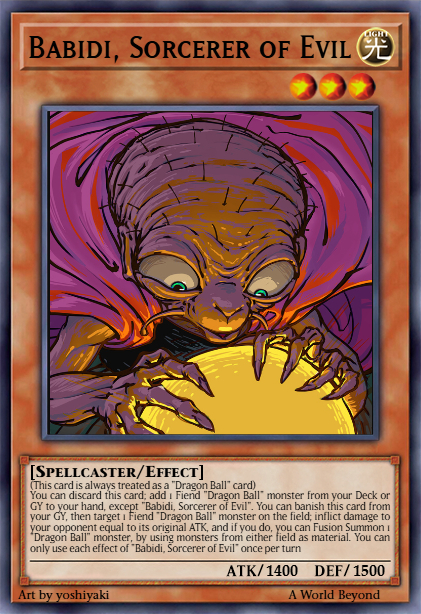 Babidi, Sorcerer of Evil
LIGHT
光
[Spellcaster/Effect]
(This card is always treated as a "Dragon Ball" card)
You can discard this card; add 1 Fiend "Dragon Ball" monster from your Deck or
GY to your hand, except "Babidi, Sorcerer of Evil". You can banish this card from
your GY, then target 1 Fiend "Dragon Ball" monster on the field; inflict damage to
your opponent equal to its original ATK, and if you do, you can Fusion Summon 1
"Dragon Ball" monster, by using monsters from either field as material. You can
only use each effect of "Babidi, Sorcerer of Evil" once per turn
ATK/1400 DEF/1500
Art by yoshiyaki A World Beyond